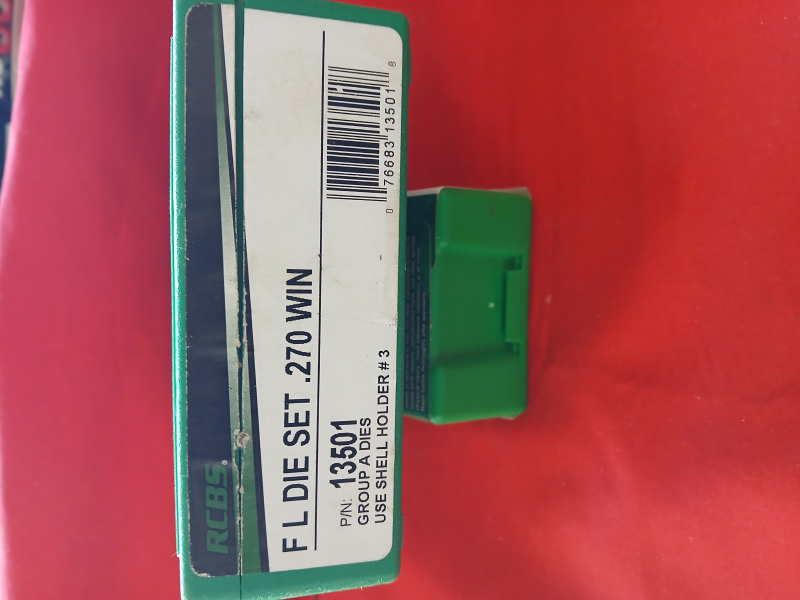 RCBS®
F L DIE SET .270 WIN
P/N: 13501
GROUP A DIES
USE SHELL HOLDER #3
0 76683 13501 8